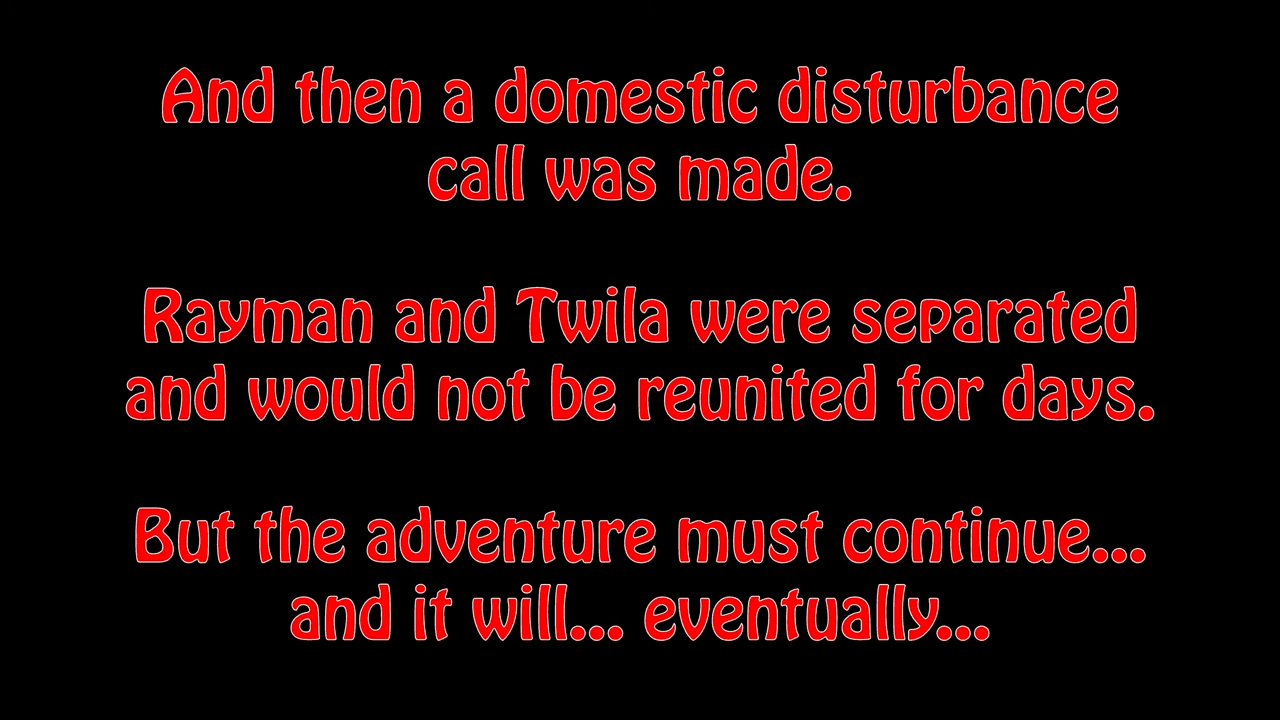 And then a domestic disturbance
call was made.
Rayman and Twila were separated
and would not be reunited for days.
But the adventure must continue...
and it will... eventually...